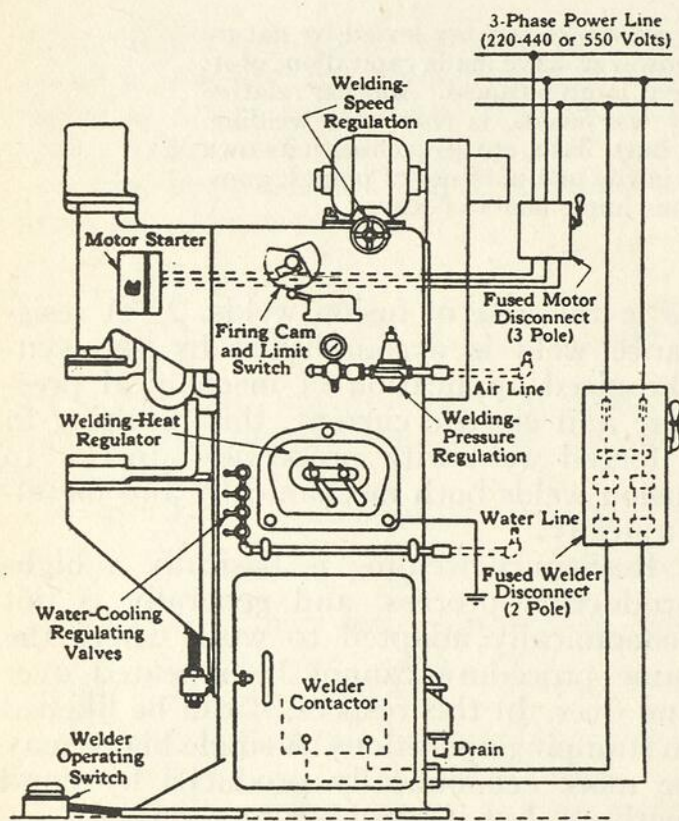 3-Phase Power Line
(220-440 or 550 Volts)
Welding-
Speed
Regulation
Motor Starter
Firing Cam
and Limit
Switch
Fused Motor
Disconnect
(3 Pole)
Air Line
Welding-Heat
Regulator
Welding-
Pressure
Regulation
Water Line
Fused Welder
Disconnect
(2 Pole)
Water-Cooling
Regulating
Valves
Welder
Contactor
Drain
Welder
Operating
Switch